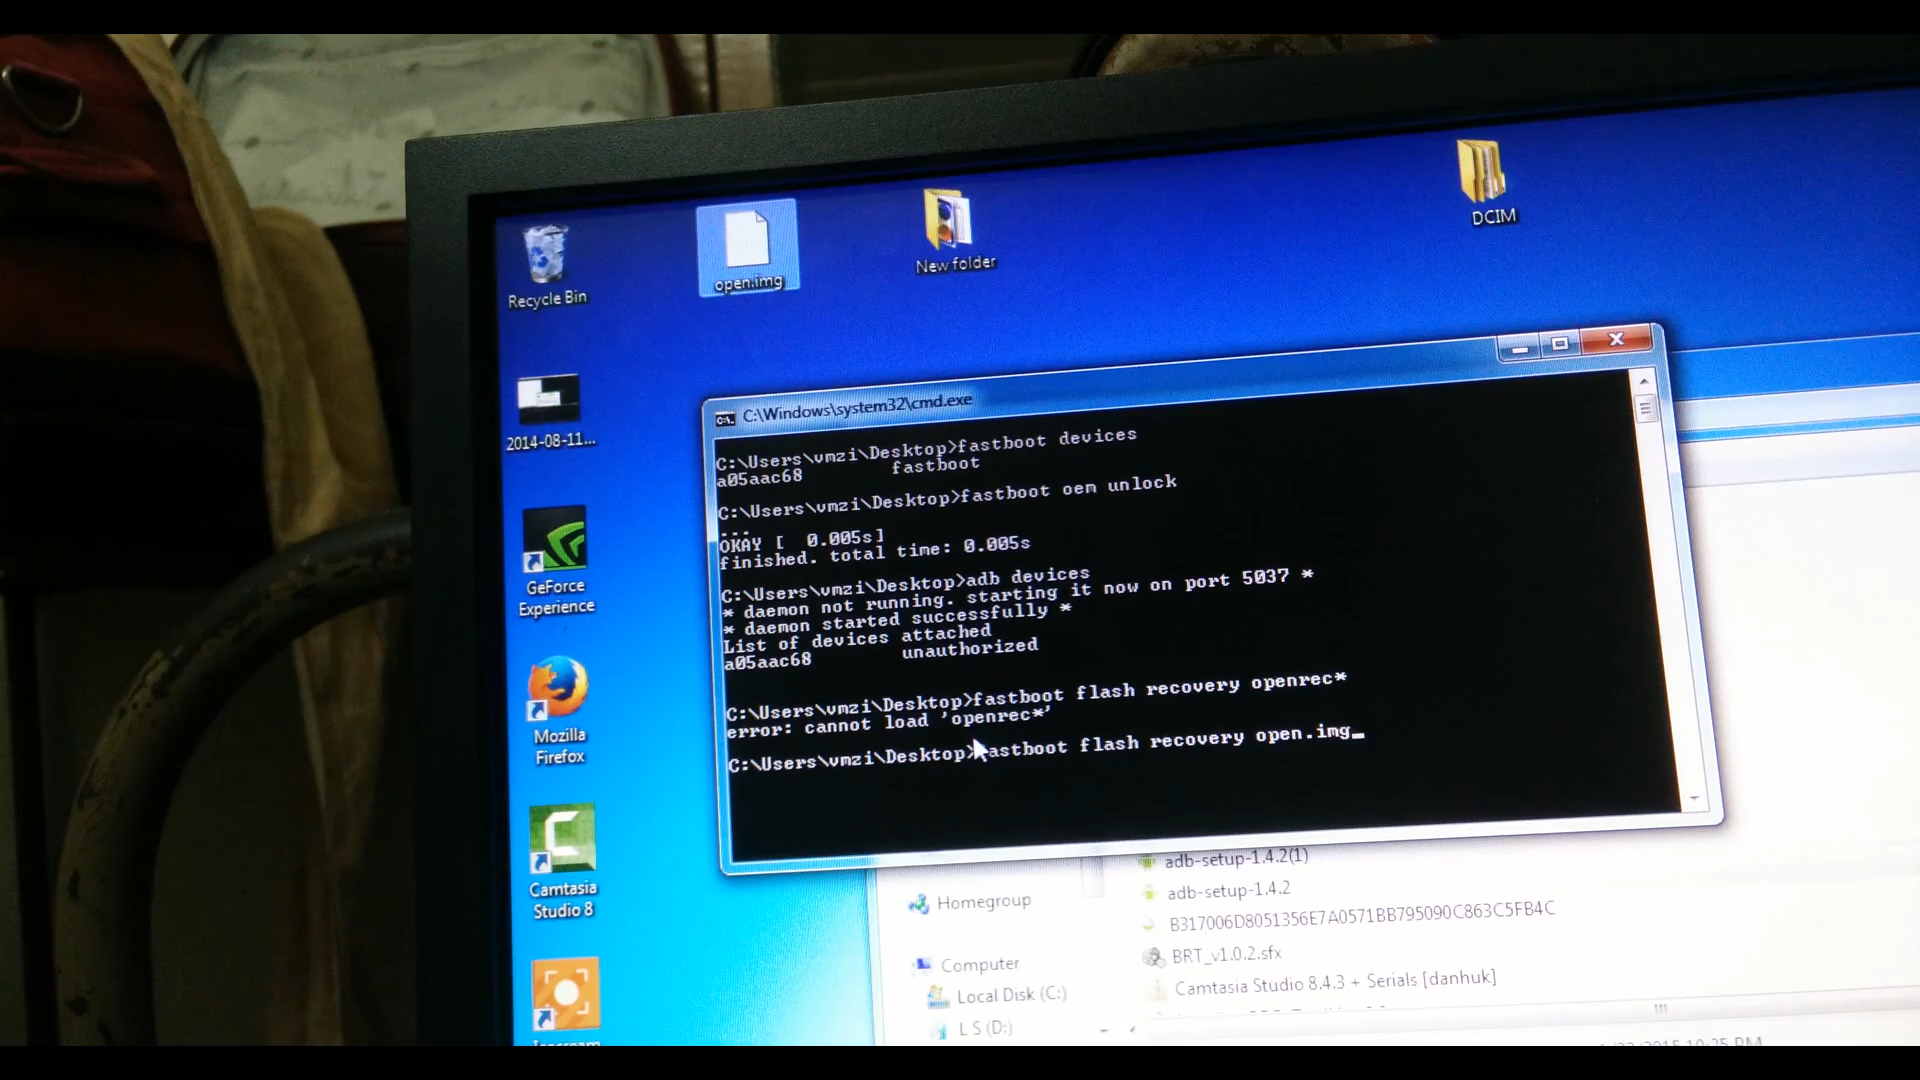 Recycle Bin
open.img
New folder
DCIM
2014-08-11...
GeForce
Experience
Mozilla
Firefox
Camtasia
Studio 8
C:\Windows\system32\cmd.exe
C:\Users\vmzi\Desktop>fastboot devices
a05aac68 fastboot
C:\Users\vmzi\Desktop>fastboot oem unlock
...
OKAY [ 0.005s]
finished. total time: 0.005s
C:\Users\vmzi\Desktop>adb devices
* daemon not running. starting it now on port 5037 *
* daemon started successfully *
List of devices attached
a05aac68 unauthorized
C:\Users\vmzi\Desktop>fastboot flash recovery openrec*
error: cannot load 'openrec*'
C:\Users\vmzi\Desktop>fastboot flash recovery open.img_
Homegroup
Computer
Local Disk (C:)
L S (D:)
adb-setup-1.4.2(1)
adb-setup-1.4.2
B317006D8051356E7A0571BB795090C863C5FB4C
BRT_v1.0.2.sfx
Camtasia Studio 8.4.3 + Serials [danhuk]